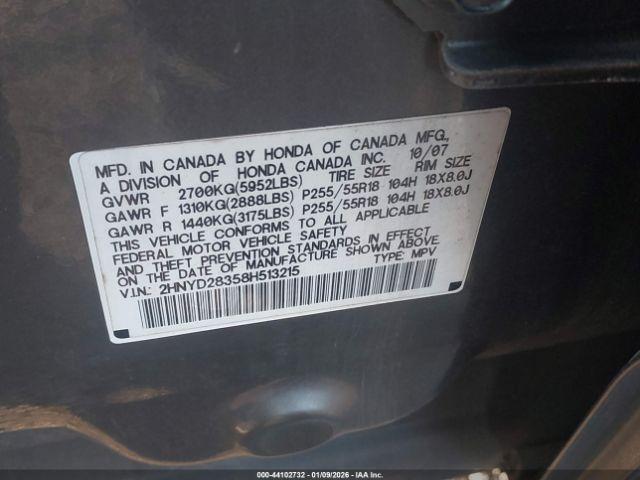 MFD. IN CANADA BY HONDA OF CANADA MFG.,
A DIVISION OF HONDA CANADA INC. 10/07
GVWR 2700KG(5952LBS) TIRE SIZE RIM SIZE
GAWR F 1310KG(2888LBS) P255/55R18 104H 18X8.0J
GAWR R 1440KG(3175LBS) P255/55R18 104H 18X8.0J
THIS VEHICLE CONFORMS TO ALL APPLICABLE
FEDERAL MOTOR VEHICLE SAFETY
AND THEFT PREVENTION STANDARDS IN EFFECT
ON THE DATE OF MANUFACTURE SHOWN ABOVE.
V.I.N.: 2HNYD28358H513215 TYPE: MPV
000-44102732 - 01/09/2026 - IAA Inc.